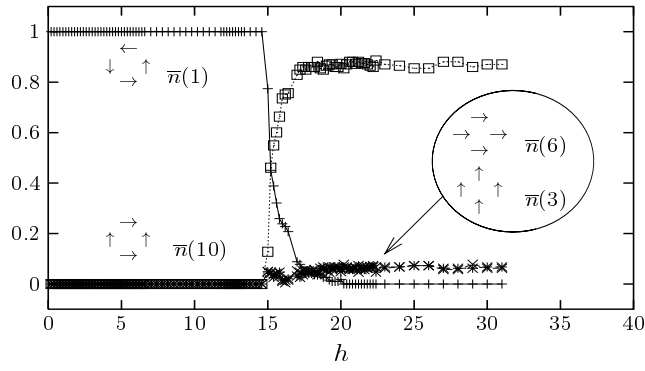 1
0.8
0.6
0.4
0.2
0
0 5 10 15 20 25 30 35 40
h
← 
↓ ↑ n̅(1)
→
→
↑ ↑ n̅(10)
→
→
→ → n̅(6)
→
↑
↑ ↑ n̅(3)
↑